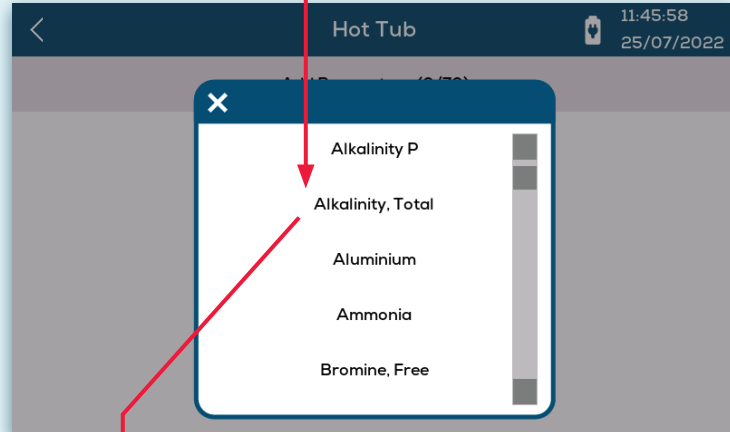 Hot Tub
11:45:58
25/07/2022
Alkalinity P
Alkalinity, Total
Aluminium
Ammonia
Bromine, Free